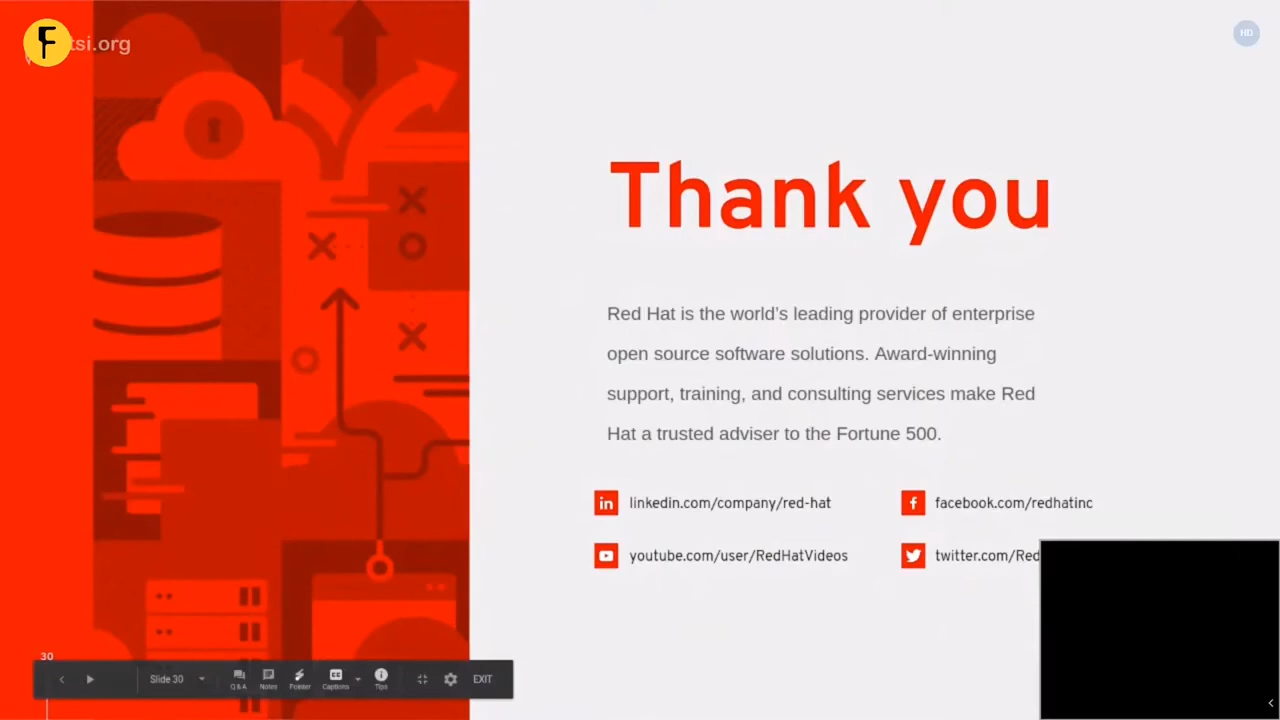 tsi.org
HD
Thank you
Red Hat is the world's leading provider of enterprise
open source software solutions. Award-winning
support, training, and consulting services make Red
Hat a trusted adviser to the Fortune 500.
linkedin.com/company/red-hat
facebook.com/redhatinc
youtube.com/user/RedHatVideos
twitter.com/Red
30
Slide 30
Q&A
Notes
Pointer
Captions
Tips
EXIT